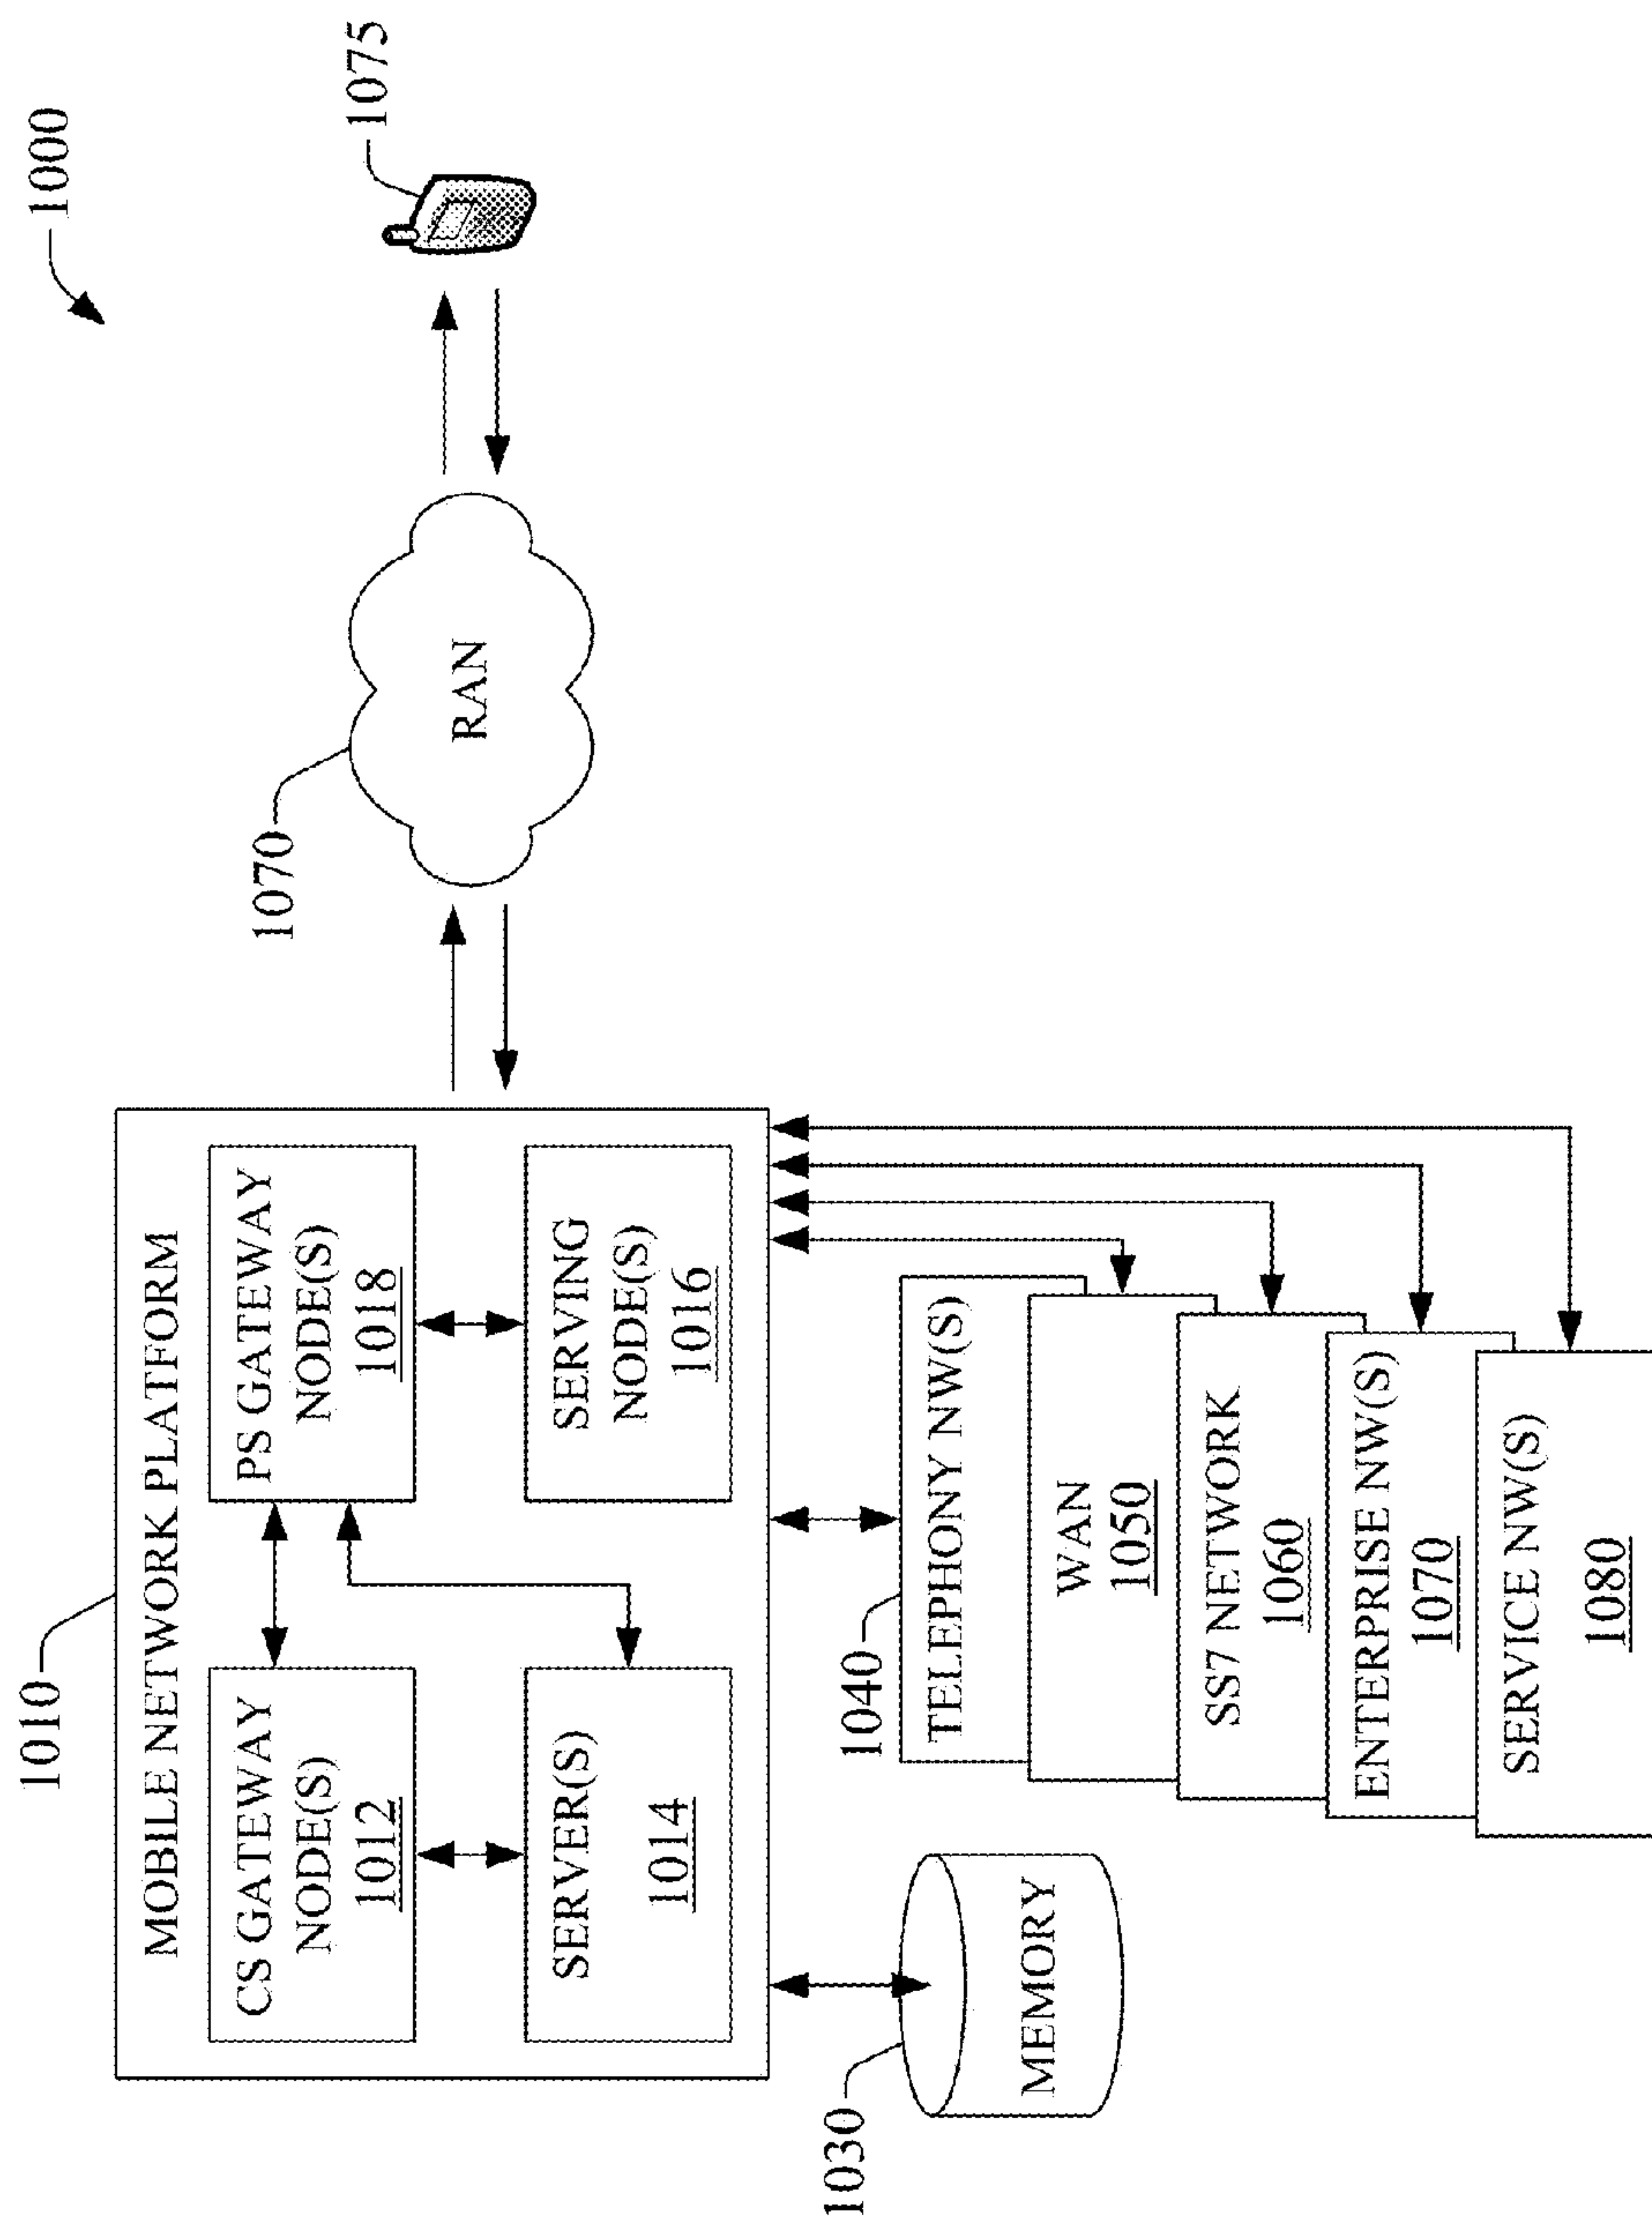 1000
1010
MOBILE NETWORK PLATFORM
CS GATEWAY
NODE(S)
1012
PS GATEWAY
NODE(S)
1018
SERVER(S)
1014
SERVING
NODE(S)
1016
1070
RAN
1075
1030
MEMORY
1040
TELEPHONY NW(S)
WAN
1050
SS7 NETWORK
1060
ENTERPRISE NW(S)
1070
SERVICE NW(S)
1080